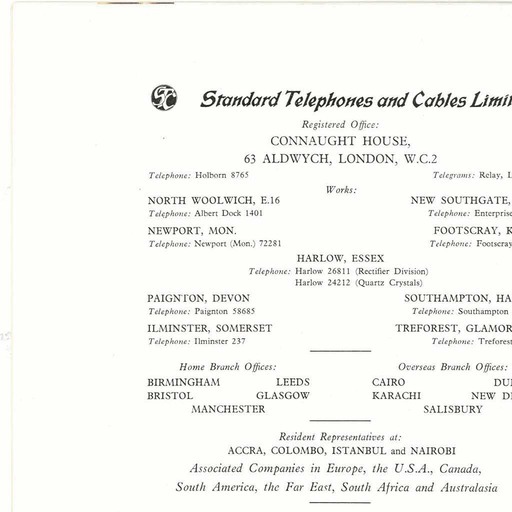 STC Standard Telephones and Cables Limi
Registered Office:
CONNAUGHT HOUSE,
63 ALDWYCH, LONDON, W.C.2
Telephone: Holborn 8765 Telegrams: Relay, L
Works:
NORTH WOOLWICH, E.16 NEW SOUTHGATE,
Telephone: Albert Dock 1401 Telephone: Enterprise
NEWPORT, MON. FOOTSCRAY, K
Telephone: Newport (Mon.) 72281 Telephone: Footscray
HARLOW, ESSEX
Telephone: Harlow 26811 (Rectifier Division)
Harlow 24212 (Quartz Crystals)
PAIGNTON, DEVON SOUTHAMPTON, HA
Telephone: Paignton 58685 Telephone: Southampton
ILMINSTER, SOMERSET TREFOREST, GLAMOR
Telephone: Ilminster 237 Telephone: Treforest
Home Branch Offices: Overseas Branch Offices:
BIRMINGHAM LEEDS CAIRO DU
BRISTOL GLASGOW KARACHI NEW DE
MANCHESTER SALISBURY
Resident Representatives at:
ACCRA, COLOMBO, ISTANBUL and NAIROBI
Associated Companies in Europe, the U.S.A., Canada,
South America, the Far East, South Africa and Australasia